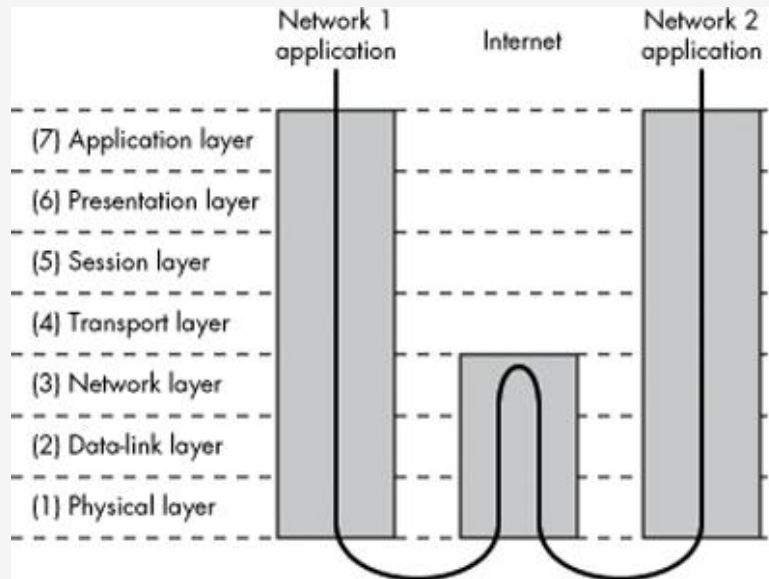 Network 1
application
Internet
Network 2
application
(7) Application layer
(6) Presentation layer
(5) Session layer
(4) Transport layer
(3) Network layer
(2) Data-link layer
(1) Physical layer